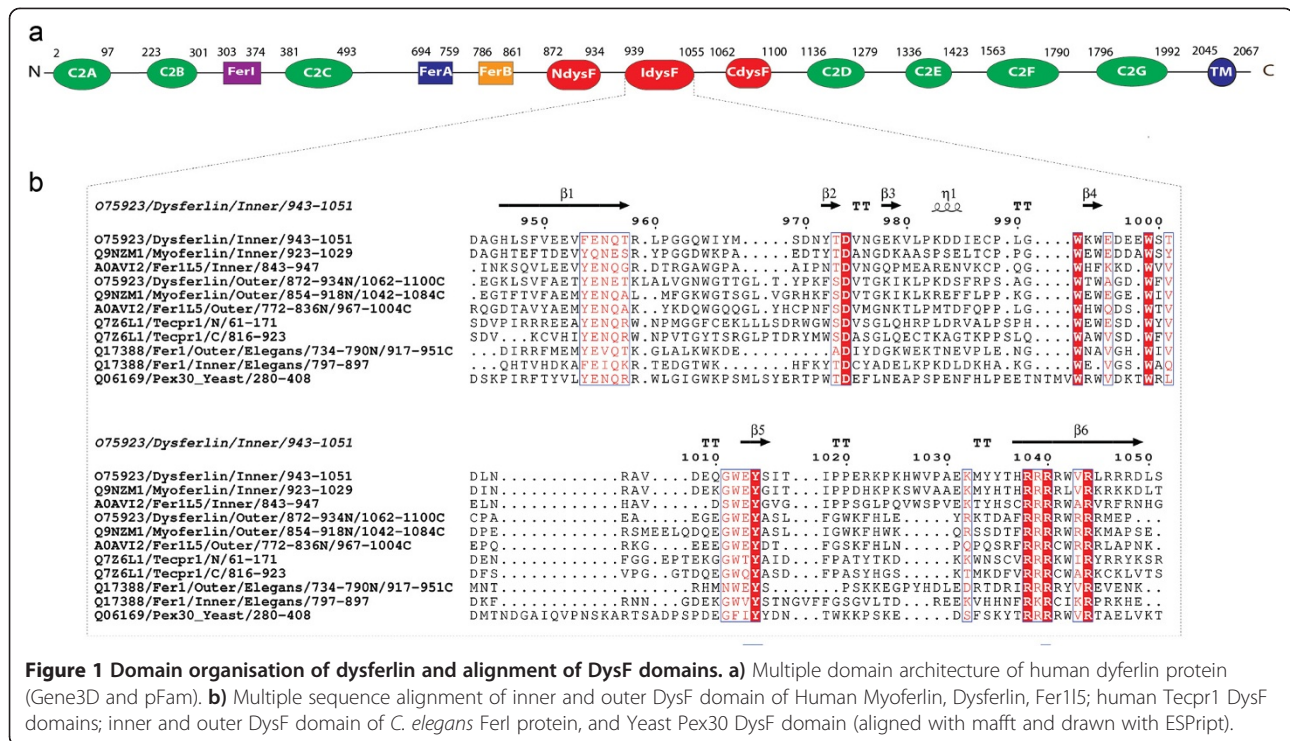 a
2 97 223 301 303 374 381 493 694 759 786 861 872 934 939 1055 1062 1100 1136 1279 1336 1423 1563 1790 1796 1992 2045 2067
N C2A C2B FerI C2C FerA FerB NdysF IdysF CdysF C2D C2E C2F C2G TM C
b
β1 β2 TT β3 η1 TT β4
O75923/Dysferlin/Inner/943-1051
950 960 970 980 990 1000
O75923/Dysferlin/Inner/943-1051 DAGHLSFVEEVFENQTR.LPGGQWIYM.....SDNYTDVNGEKVLPKDDIECP.LG....WKWEDEEWST
Q9NZM1/Myoferlin/Inner/923-1029 DAGHTEFTDEVYQNESR.YPGGDWKPA.....EDTYTDANGDKAASPSELTCP.PG....WEWEDDAWSY
A0AVI2/Fer1L5/Inner/843-947 .INKSQVLEEVYENQGR.DTRGAWGPA.....AIPNTDVNGQPMEARENVKCP.QG....WHFKKD.WVV
O75923/Dysferlin/Outer/872-934N/1062-1100C EGKLSVFAETYENETKLALVGNWGTTGL.TYPKFSDVTGKIKLPKDSFRPSAG....WTWAGD.WFV
Q9NZM1/Myoferlin/Outer/854-918N/1042-1084C EGTFTVFAEMYENQAL..MFGKWGTSGL.VGRHKFSDVTGKIKLKREFFLPPKG....WEWEGE.WIV
A0AVI2/Fer1L5/Outer/772-836N/967-1004C RQGDTAVYAEMYENQAK..YKDQWGQQGL.YHCPNFSDVMGNKTLPMTDFQPPLG....WHWQDS.WTV
Q7Z6L1/Tecpr1/N/61-171 SDVPIRRREEAYENQRW.NPMGGFCEKLLLSDRWGWSDVSGLQHRPLDRVALPSPH....WEWESD.WYV
Q7Z6L1/Tecpr1/C/816-923 SDV..KCVHIYENQRW.NPVTGYTSRGLPTDRYMWSDASGLQECTKAGTKPPSLQ....WAWVSD.WFV
Q17388/Fer1/Outer/Elegans/734-790N/917-951C ..DIRRFMEMYEVQTK.GLALKWKDE......ADIYDGKWEKTNEVPLENG....WNAVGH.WIV
Q17388/Fer1/Inner/Elegans/797-897 ..QHTVHDKAFEIQKR.TEDGTWK.....HFKYTDCYADELKPSKDLDKHA.KG....WEVVE.WAQ
Q06169/Pex30_Yeast/280-408 DSKPIRFTYVLYENQRR.WLGIGWKPSMLSYERTPWTDEFLNEAPSPENFHLPEETNTMVWRWVDKTWRL
TT β5 TT TT β6
O75923/Dysferlin/Inner/943-1051
1010 1020 1030 1040 1050
O75923/Dysferlin/Inner/943-1051 DLN............RAV...DEQGWEYSIT...IPPERKPKHWVPAEKMYYTHRRRRWVRLRRRDLS
Q9NZM1/Myoferlin/Inner/923-1029 DIN............RAV...DEKGWEYGIT...IPPDHKPKSWVAAEKMYHTHRRRRLVRKRKKDLT
A0AVI2/Fer1L5/Inner/843-947 ELN............HAV...DSKGWEYGVG...IPPSGLPQVWSPVEKTYHSCRRRRWARVRFRNHG
O75923/Dysferlin/Outer/872-934N/1062-1100C CPA............EA....EGEGWEYASL...FGWKFHLE....YRKTDAFRRRRWRRRMEP...
Q9NZM1/Myoferlin/Outer/854-918N/1042-1084C DPE............RSMEELQDQEGWEYASL...IGWKFHWK....QRSSDTFRRRRWRRKMAPSE.
A0AVI2/Fer1L5/Outer/772-836N/967-1004C EPQ............RKG...EEEGWEYDT....FGSKFHLN....PQPQSRFRRRCWRRRLAPNK.
Q7Z6L1/Tecpr1/N/61-171 DEN............FGG.EPTEKGGWTYAID...FPATYTKD....KKWNSCVRRRRWIRYRRYKSR
Q7Z6L1/Tecpr1/C/816-923 DFS............VPG..GTDQEGWQYASD...FPASYHGS....KTMKDFVRRRCWARKCKLVTS
Q17388/Fer1/Outer/Elegans/734-790N/917-951C MNT............RHMNWEYS......PSKKEGPYHDLEDRTDRIRRRRYVREVENK..
Q17388/Fer1/Inner/Elegans/797-897 DKF............RNN...GDEKGWVYSTNGVFFGSGVLTD...REEKVHHNFRRKRCIKRPRKHE..
Q06169/Pex30_Yeast/280-408 DMTNDGAIQVPNSKARTSADPSPDEGFIYTDN...TWKKPSKE....DSFSKYTRRRRWVRTAELVKT
Figure 1 Domain organisation of dysferlin and alignment of DysF domains. a) Multiple domain architecture of human dyferlin protein
(Gene3D and pFam). b) Multiple sequence alignment of inner and outer DysF domain of Human Myoferlin, Dysferlin, Fer1l5; human Tecpr1 DysF
domains; inner and outer DysF domain of C. elegans FerI protein, and Yeast Pex30 DysF domain (aligned with mafft and drawn with ESPript).